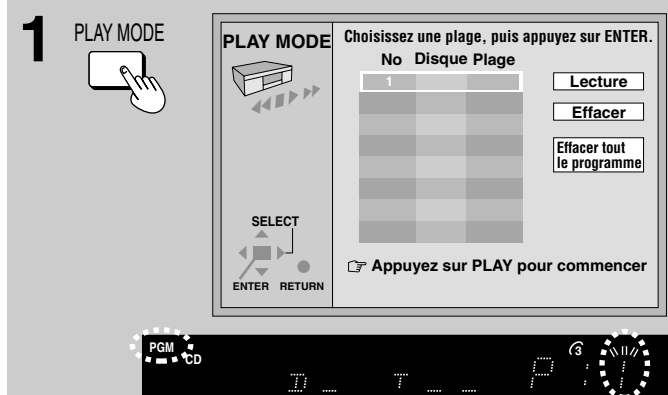 1 PLAY MODE
PLAY MODE
Choisissez une plage, puis appuyez sur ENTER.
No Disque Plage
1
Lecture
Effacer
Effacer tout
le programme
SELECT
ENTER RETURN
☞ Appuyez sur PLAY pour commencer
PGM
CD
3
D _ T _ _ P : 1